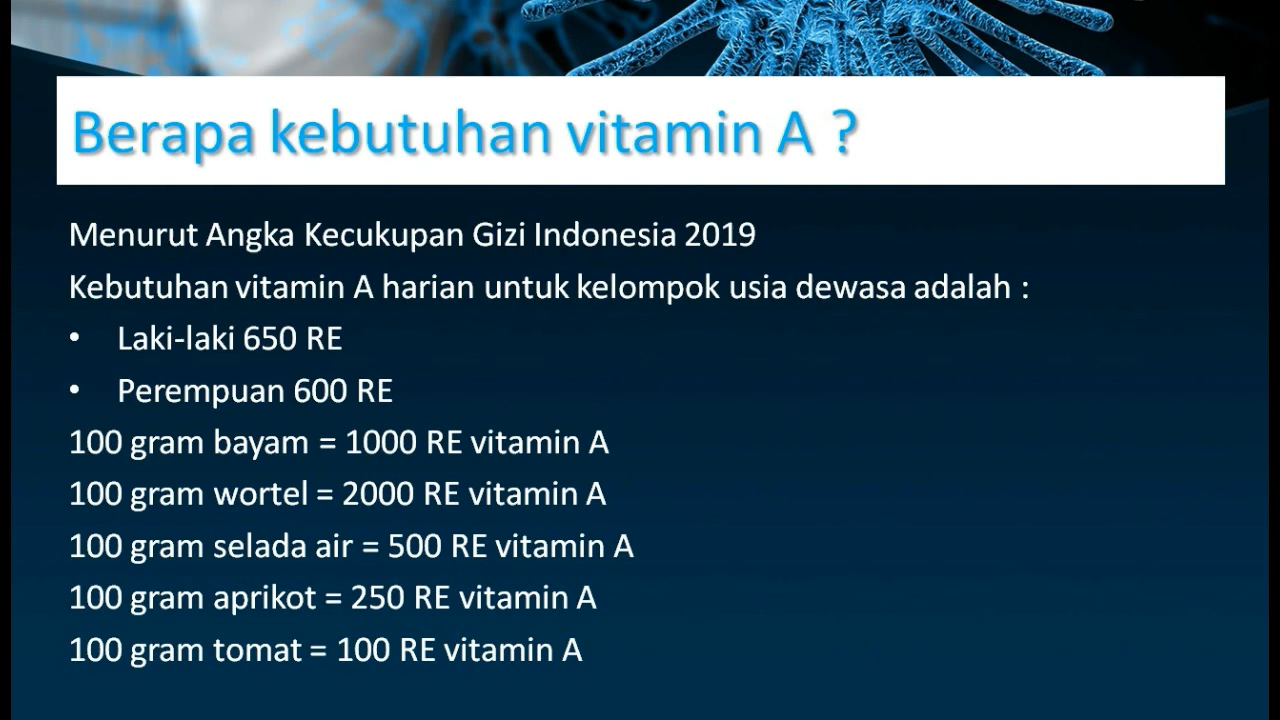 Berapa kebutuhan vitamin A ?
Menurut Angka Kecukupan Gizi Indonesia 2019
Kebutuhan vitamin A harian untuk kelompok usia dewasa adalah :
• Laki-laki 650 RE
• Perempuan 600 RE
100 gram bayam = 1000 RE vitamin A
100 gram wortel = 2000 RE vitamin A
100 gram selada air = 500 RE vitamin A
100 gram aprikot = 250 RE vitamin A
100 gram tomat = 100 RE vitamin A